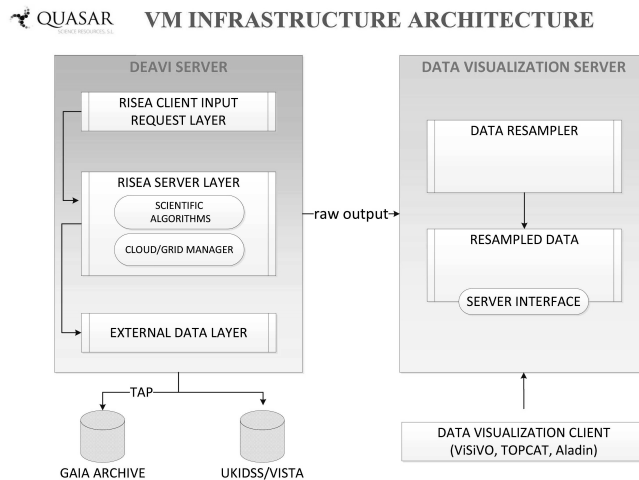 QUASAR
SCIENCE RESOURCES, S.L.
VM INFRASTRUCTURE ARCHITECTURE
DEAVI SERVER
RISEA CLIENT INPUT
REQUEST LAYER
RISEA SERVER LAYER
SCIENTIFIC
ALGORITHMS
CLOUD/GRID MANAGER
EXTERNAL DATA LAYER
TAP
GAIA ARCHIVE
UKIDSS/VISTA
raw output
DATA VISUALIZATION SERVER
DATA RESAMPLER
RESAMPLED DATA
SERVER INTERFACE
DATA VISUALIZATION CLIENT
(ViSiVO, TOPCAT, Aladin)